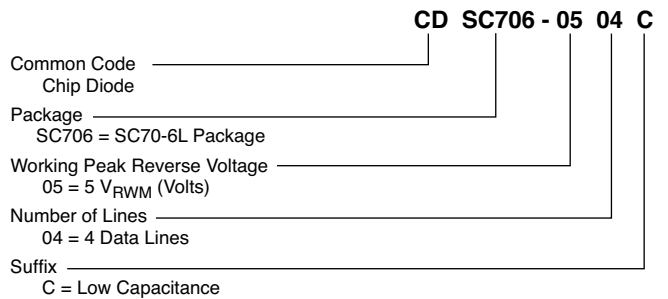 CD SC706 - 05 04 C
Common Code
Chip Diode
Package
SC706 = SC70-6L Package
Working Peak Reverse Voltage
05 = 5 VRWM (Volts)
Number of Lines
04 = 4 Data Lines
Suffix
C = Low Capacitance